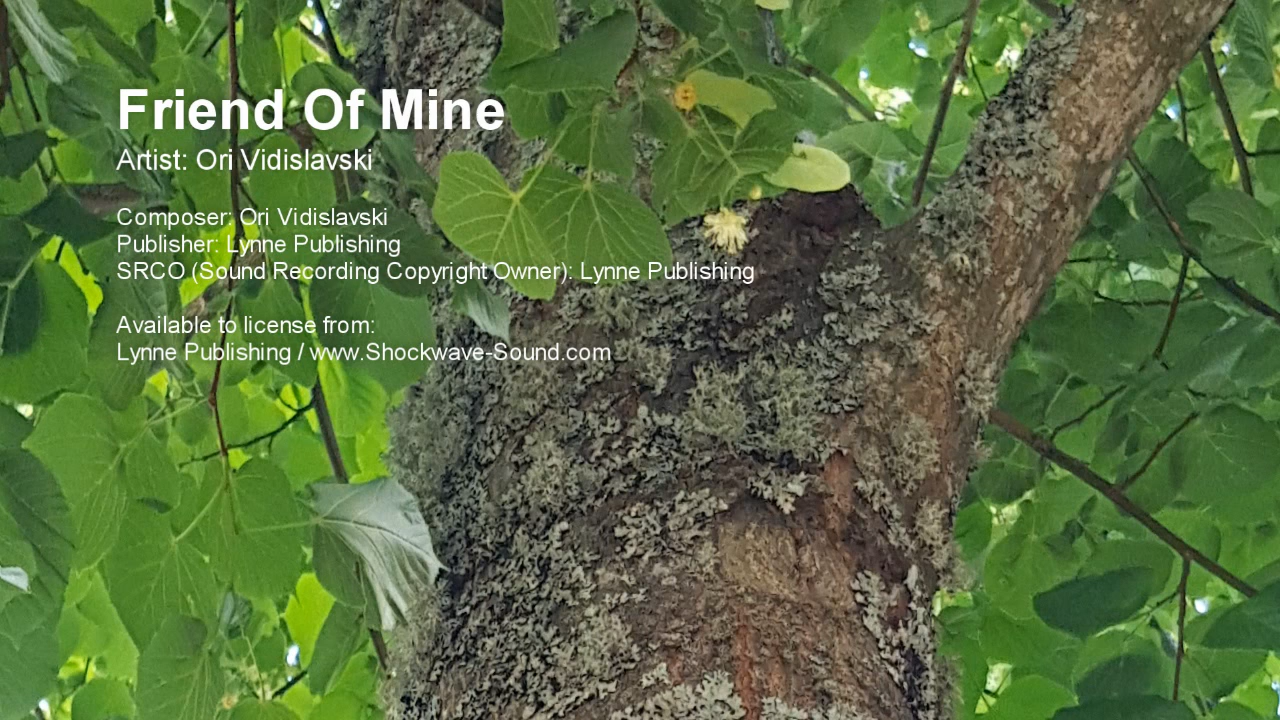 Friend Of Mine
Artist: Ori Vidislavski
Composer: Ori Vidislavski
Publisher: Lynne Publishing
SRCO (Sound Recording Copyright Owner): Lynne Publishing
Available to license from:
Lynne Publishing / www.Shockwave-Sound.com